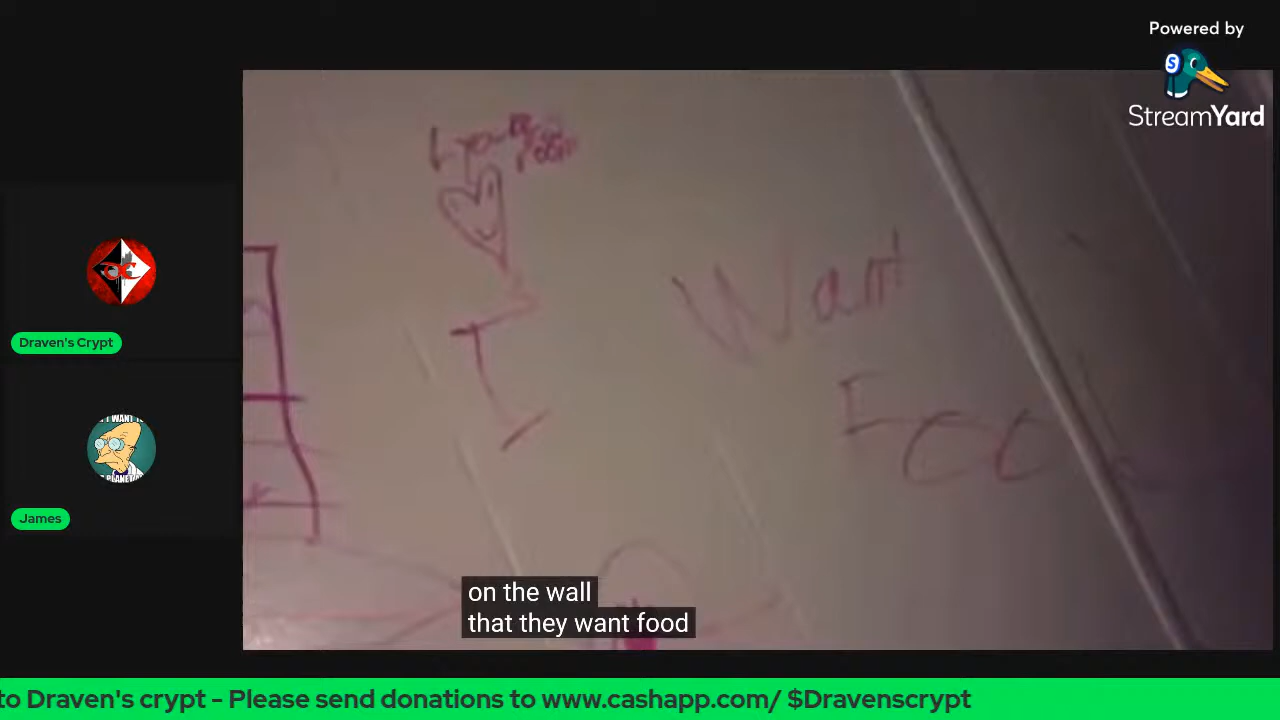 Powered by
StreamYard
I
Want
Foo
Draven's Crypt
James
on the wall
that they want food
to Draven's crypt - Please send donations to www.cashapp.com/ $Dravenscrypt